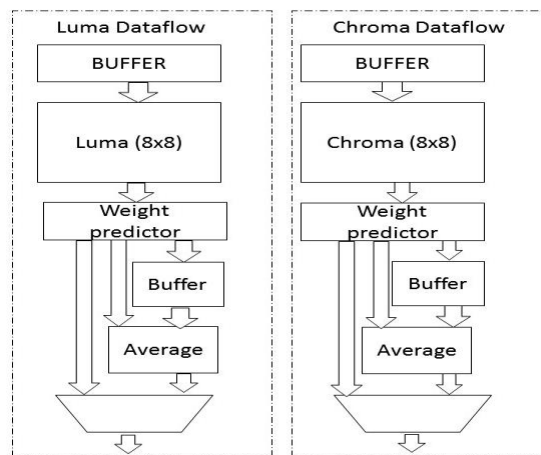 Luma Dataflow
BUFFER
Luma (8x8)
Weight
predictor
Buffer
Average
Chroma Dataflow
BUFFER
Chroma (8x8)
Weight
predictor
Buffer
Average